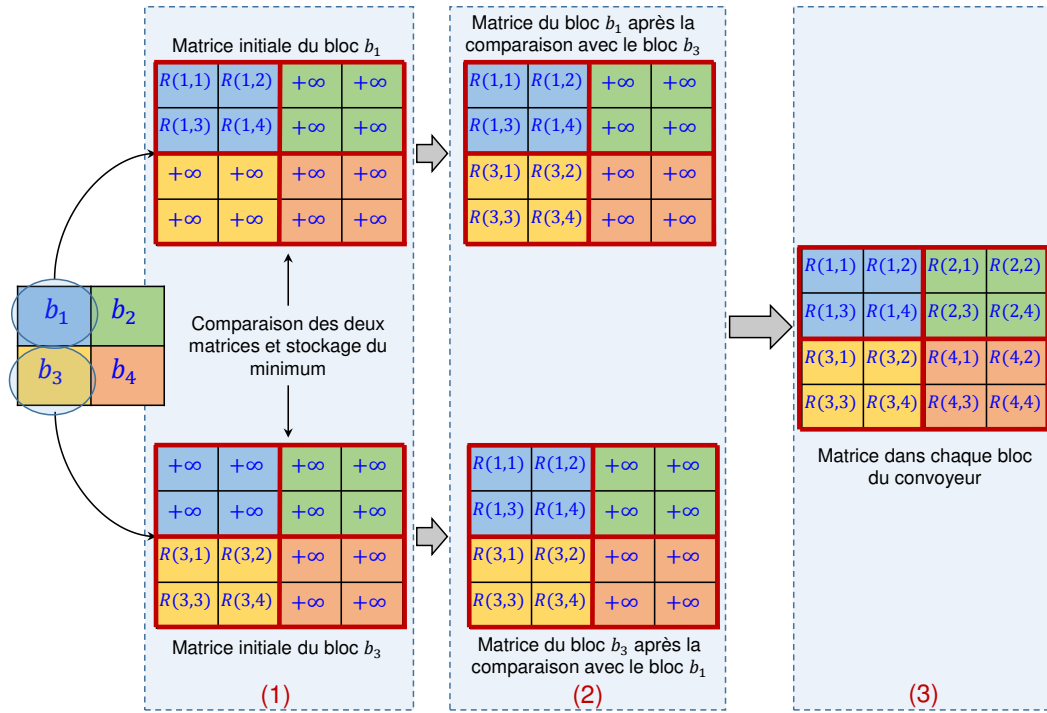 Matrice initiale du bloc b₁
R(1,1) R(1,2) +∞ +∞
R(1,3) R(1,4) +∞ +∞
+∞ +∞ +∞ +∞
+∞ +∞ +∞ +∞
b₁ b₂
b₃ b₄
Comparaison des deux
matrices et stockage du
minimum
+∞ +∞ +∞ +∞
+∞ +∞ +∞ +∞
R(3,1) R(3,2) +∞ +∞
R(3,3) R(3,4) +∞ +∞
Matrice initiale du bloc b₃
(1)
Matrice du bloc b₁ après la
comparaison avec le bloc b₃
R(1,1) R(1,2) +∞ +∞
R(1,3) R(1,4) +∞ +∞
R(3,1) R(3,2) +∞ +∞
R(3,3) R(3,4) +∞ +∞
R(1,1) R(1,2) +∞ +∞
R(1,3) R(1,4) +∞ +∞
R(3,1) R(3,2) +∞ +∞
R(3,3) R(3,4) +∞ +∞
Matrice du bloc b₃ après la
comparaison avec le bloc b₁
(2)
R(1,1) R(1,2) R(2,1) R(2,2)
R(1,3) R(1,4) R(2,3) R(2,4)
R(3,1) R(3,2) R(4,1) R(4,2)
R(3,3) R(3,4) R(4,3) R(4,4)
Matrice dans chaque bloc
du convoyeur
(3)